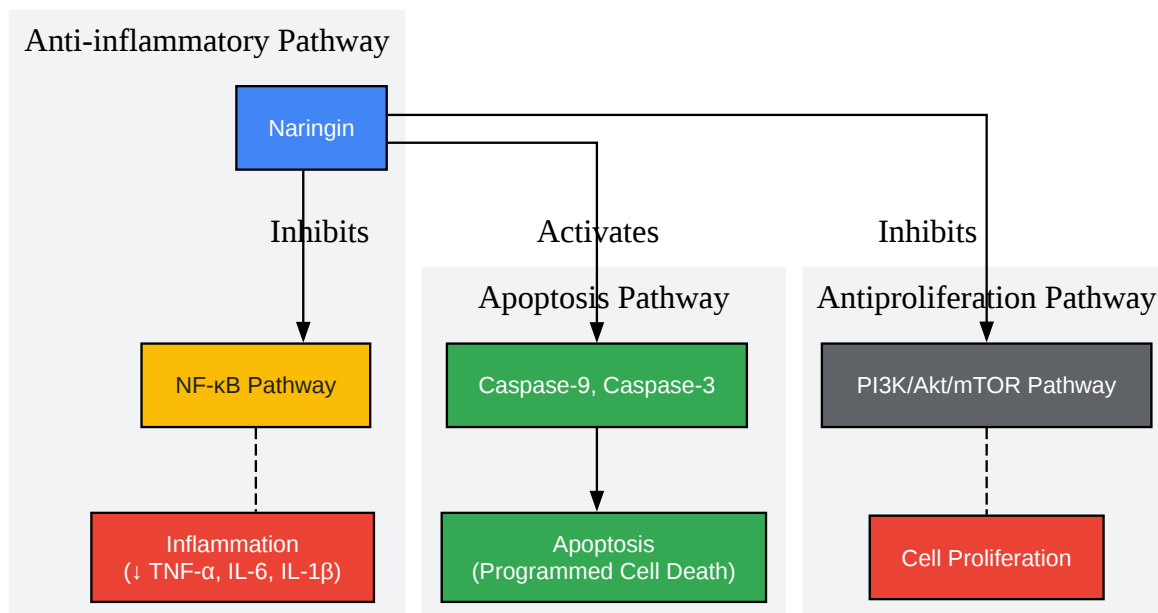 Anti-inflammatory Pathway
Naringin
Inhibits
Activates
Inhibits
Apoptosis Pathway
Antiproliferation Pathway
NF-κB Pathway
Caspase-9, Caspase-3
PI3K/Akt/mTOR Pathway
Inflammation
(↓ TNF-α, IL-6, IL-1β)
Apoptosis
(Programmed Cell Death)
Cell Proliferation